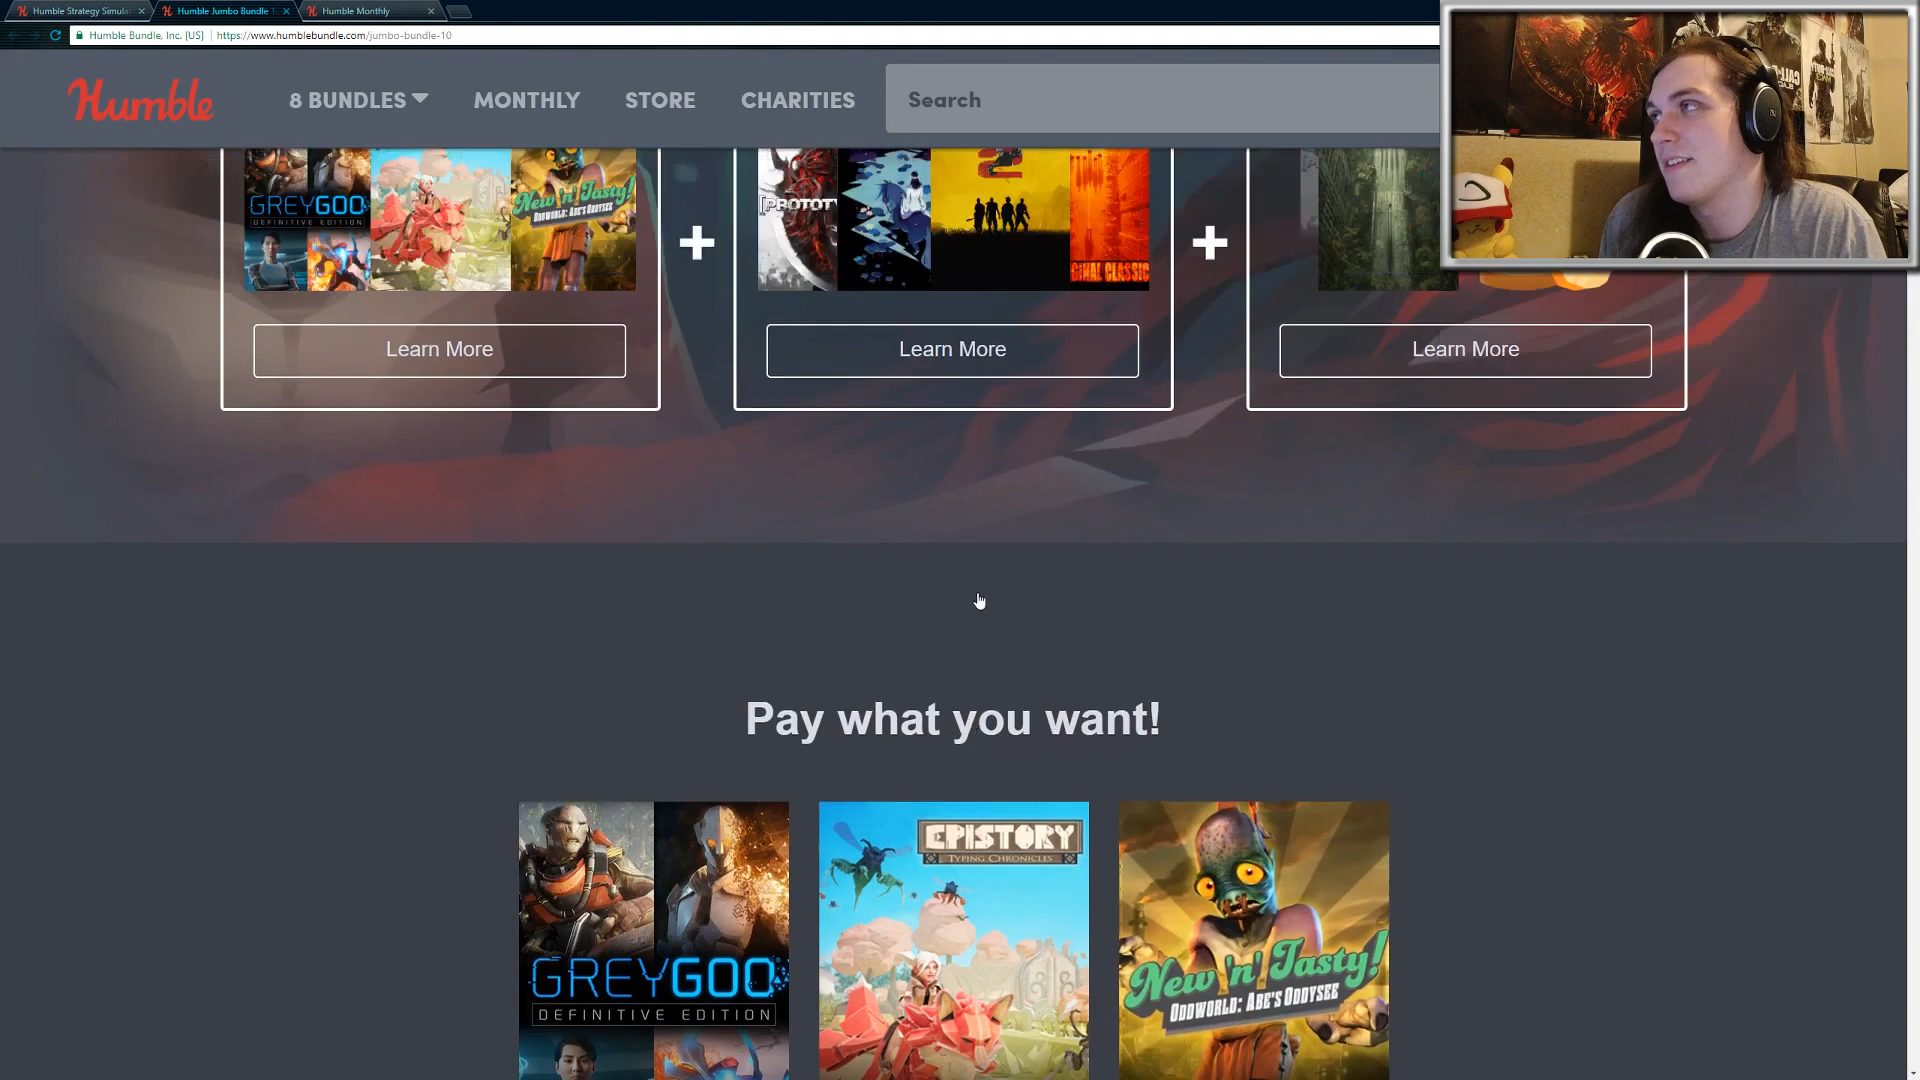 Humble Strategy Simula
Humble Jumbo Bundle
Humble Monthly
Humble Bundle, Inc. [US]
https://www.humblebundle.com/jumbo-bundle-10
Humble
8 BUNDLES
MONTHLY
STORE
CHARITIES
Search
GREYGOO
DEFINITIVE EDITION
New 'n' Tasty!
ODDWORLD: ABE'S ODDYSEE
[PROTOTY
2
GINAL CLASSIC
Learn More
Learn More
Learn More
Pay what you want!
GREYGOO
DEFINITIVE EDITION
EPISTORY
TYPING CHRONICLES
New 'n' Tasty!
ODDWORLD: ABE'S ODDYSEE